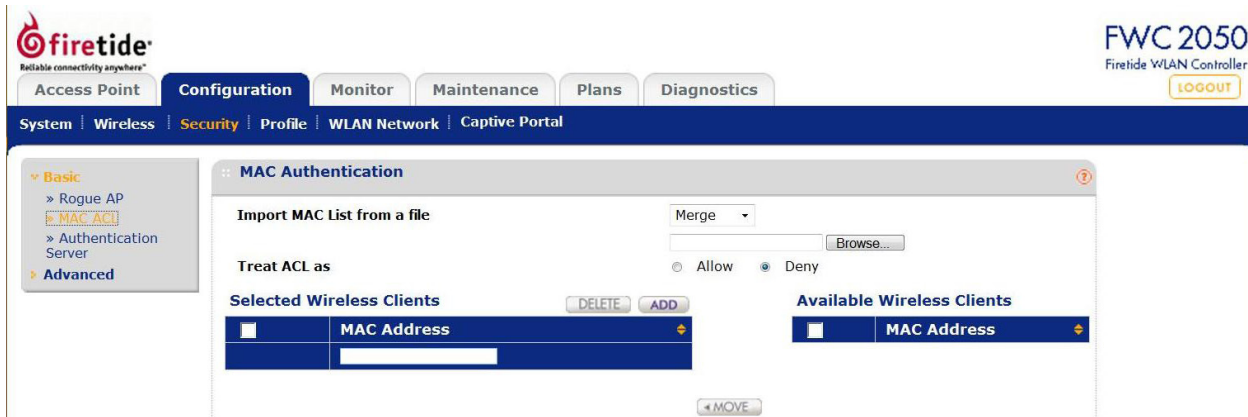 firetide
Reliable connectivity anywhere™
FWC 2050
Firetide WLAN Controller
LOGOUT
Access Point Configuration Monitor Maintenance Plans Diagnostics
System Wireless Security Profile WLAN Network Captive Portal
Basic
» Rogue AP
» MAC ACL
» Authentication
Server
Advanced
MAC Authentication ?
Import MAC List from a file Merge
Browse...
Treat ACL as Allow Deny
Selected Wireless Clients DELETE ADD Available Wireless Clients
MAC Address MAC Address
MOVE